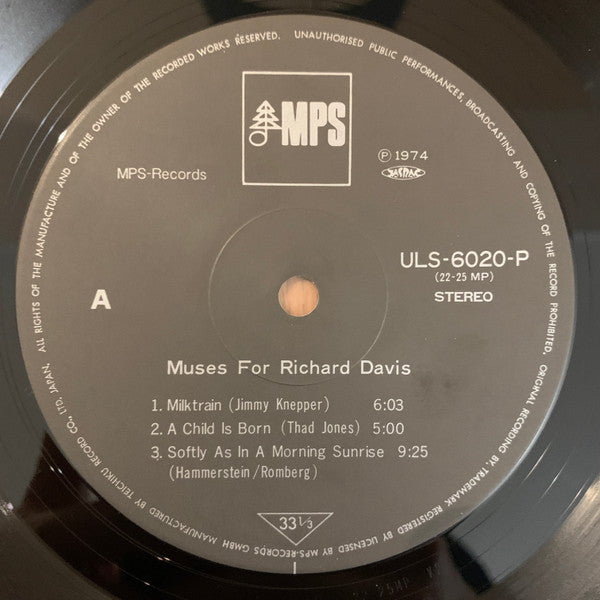 ALL RIGHTS OF THE MANUFACTURE AND OF THE OWNER OF THE RECORDED WORKS RESERVED. UNAUTHORISED PUBLIC PERFORMANCES, BROADCASTING AND COPYING OF THE RECORD PROHIBITED.
MPS
MPS-Records
Ⓟ 1974
JASRAC
ULS-6020-P
(22-25 MP)
A
STEREO
Muses For Richard Davis
1. Milktrain (Jimmy Knepper) 6:03
2. A Child Is Born (Thad Jones) 5:00
3. Softly As In A Morning Sunrise 9:25
(Hammerstein/Romberg)
33 1/3
MANUFACTURED BY TEICHIKU RECORD CO., LTD. JAPAN.
ORIGINAL RECORDING BY, TRADEMARK REGISTERED BY, LICENSED BY MPS-RECORDS GMBH